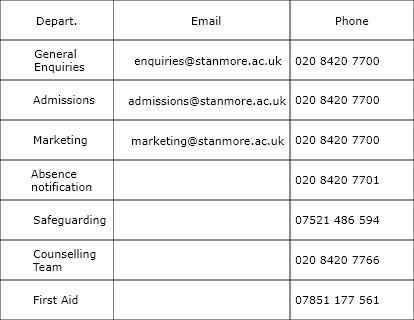 Depart. Email Phone
General
Enquiries enquiries@stanmore.ac.uk 020 8420 7700
Admissions admissions@stanmore.ac.uk 020 8420 7700
Marketing marketing@stanmore.ac.uk 020 8420 7700
Absence
notification 020 8420 7701
Safeguarding 07521 486 594
Counselling
Team 020 8420 7766
First Aid 07851 177 561